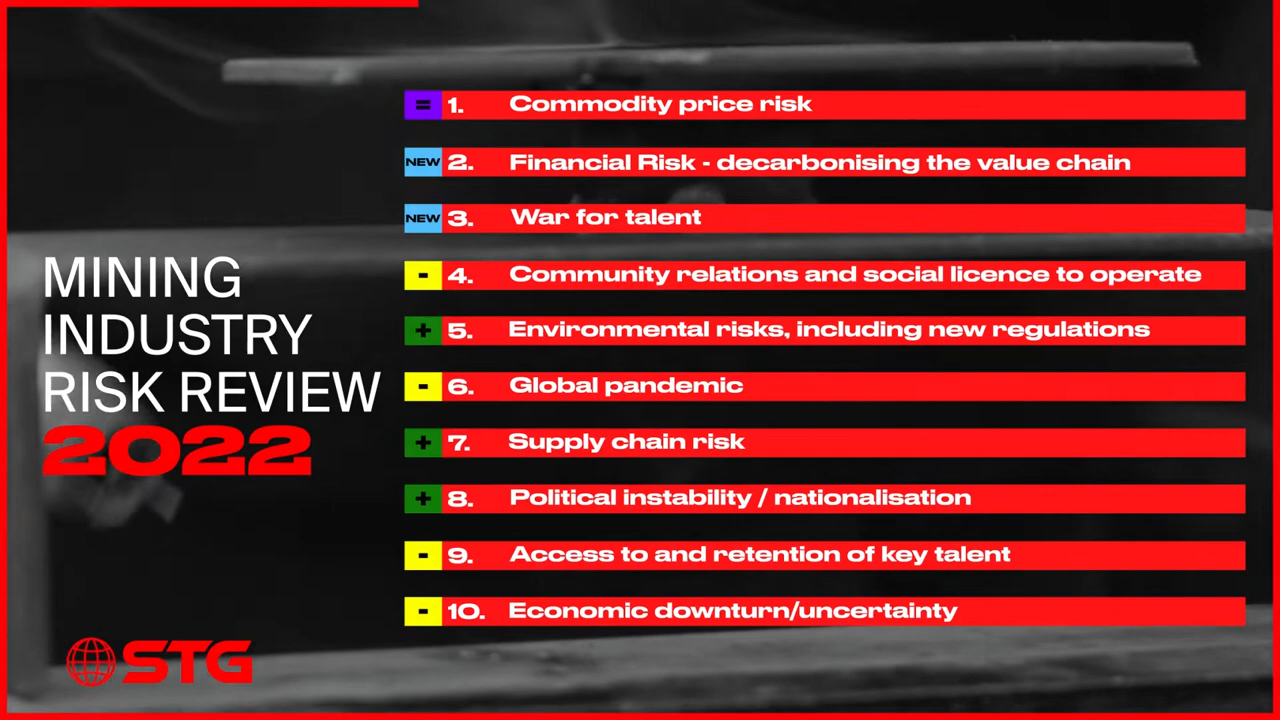 MINING
INDUSTRY
RISK REVIEW
2022
= 1. Commodity price risk
NEW 2. Financial Risk - decarbonising the value chain
NEW 3. War for talent
- 4. Community relations and social licence to operate
+ 5. Environmental risks, including new regulations
- 6. Global pandemic
+ 7. Supply chain risk
+ 8. Political instability / nationalisation
- 9. Access to and retention of key talent
- 10. Economic downturn/uncertainty
STG